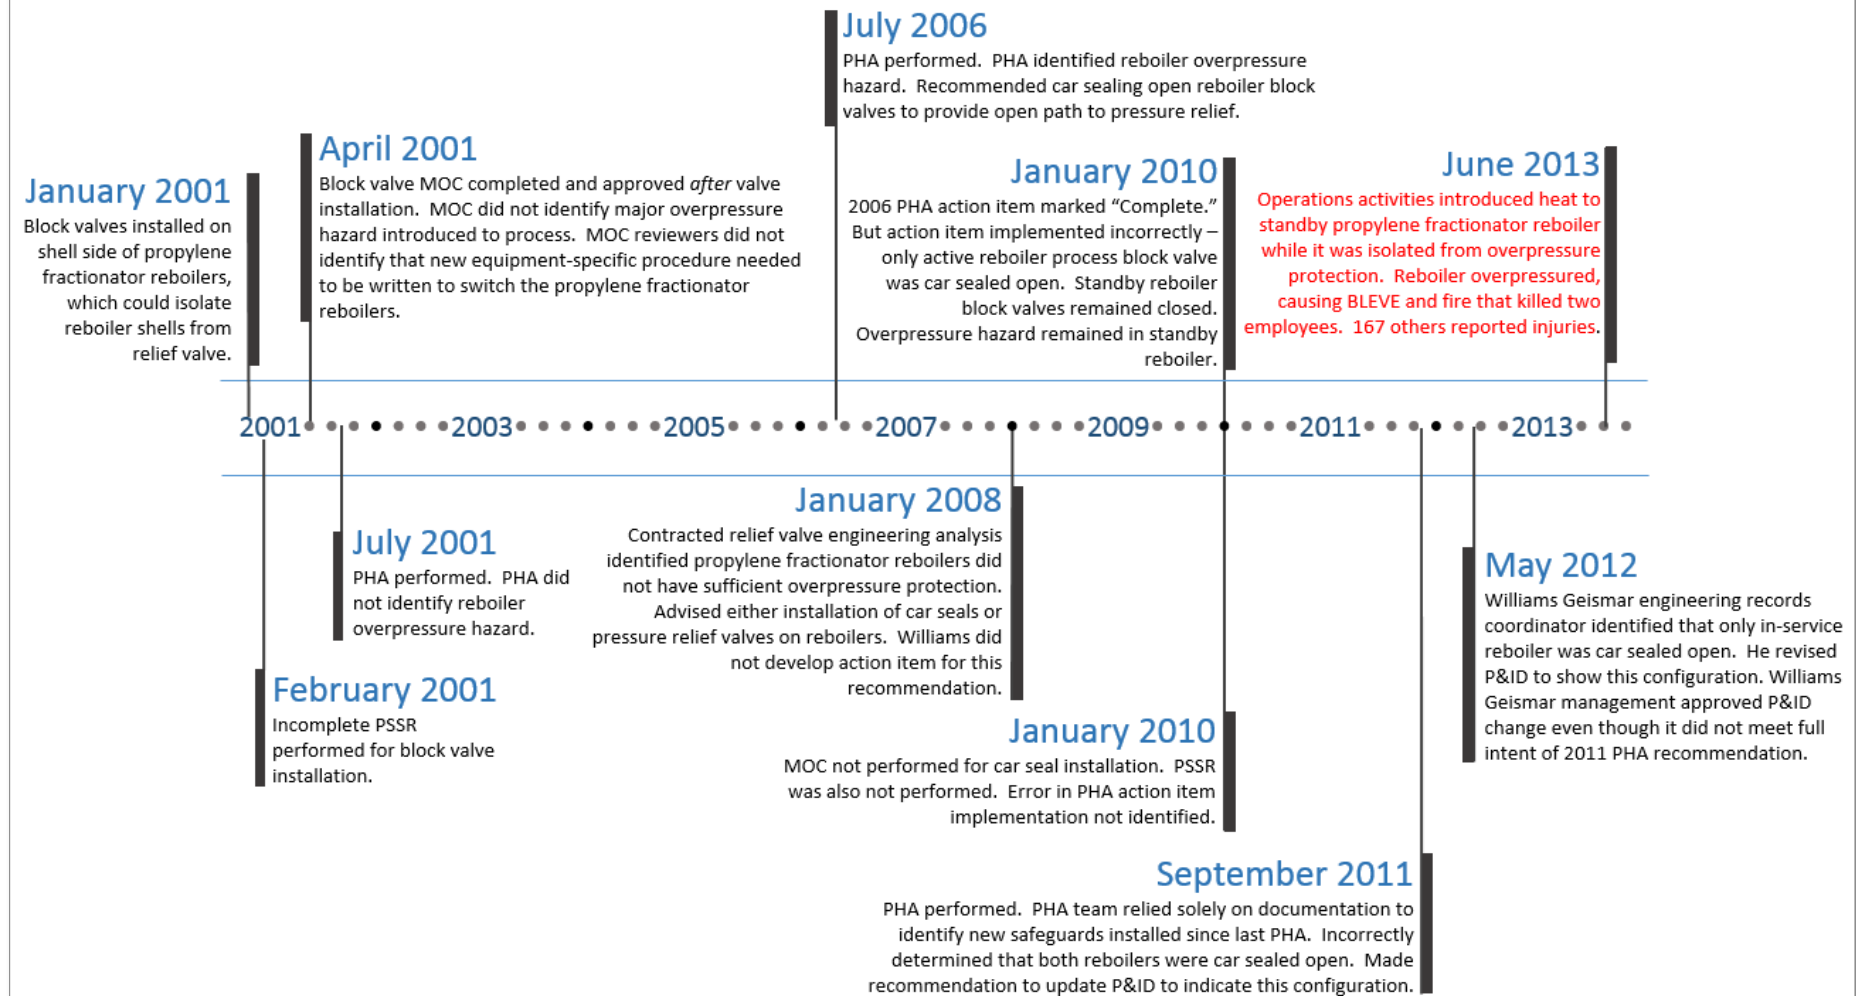 July 2006
PHA performed.  PHA identified reboiler overpressure
hazard.  Recommended car sealing open reboiler block
valves to provide open path to pressure relief.
April 2001
Block valve MOC completed and approved after valve
installation.  MOC did not identify major overpressure
hazard introduced to process.  MOC reviewers did not
identify that new equipment-specific procedure needed
to be written to switch the propylene fractionator
reboilers.
January 2001
Block valves installed on
shell side of propylene
fractionator reboilers,
which could isolate
reboiler shells from
relief valve.
January 2010
2006 PHA action item marked “Complete.”
But action item implemented incorrectly –
only active reboiler process block valve
was car sealed open.  Standby reboiler
block valves remained closed.
Overpressure hazard remained in standby
reboiler.
June 2013
Operations activities introduced heat to
standby propylene fractionator reboiler
while it was isolated from overpressure
protection.  Reboiler overpressured,
causing BLEVE and fire that killed two
employees.  167 others reported injuries.
2001 2003 2005 2007 2009 2011 2013
July 2001
PHA performed.  PHA did
not identify reboiler
overpressure hazard.
February 2001
Incomplete PSSR
performed for block valve
installation.
January 2008
Contracted relief valve engineering analysis
identified propylene fractionator reboilers did
not have sufficient overpressure protection.
Advised either installation of car seals or
pressure relief valves on reboilers.  Williams did
not develop action item for this
recommendation.
January 2010
MOC not performed for car seal installation.  PSSR
was also not performed.  Error in PHA action item
implementation not identified.
September 2011
PHA performed.  PHA team relied solely on documentation to
identify new safeguards installed since last PHA.  Incorrectly
determined that both reboilers were car sealed open.  Made
recommendation to update P&ID to indicate this configuration.
May 2012
Williams Geismar engineering records
coordinator identified that only in-service
reboiler was car sealed open.  He revised
P&ID to show this configuration. Williams
Geismar management approved P&ID
change even though it did not meet full
intent of 2011 PHA recommendation.